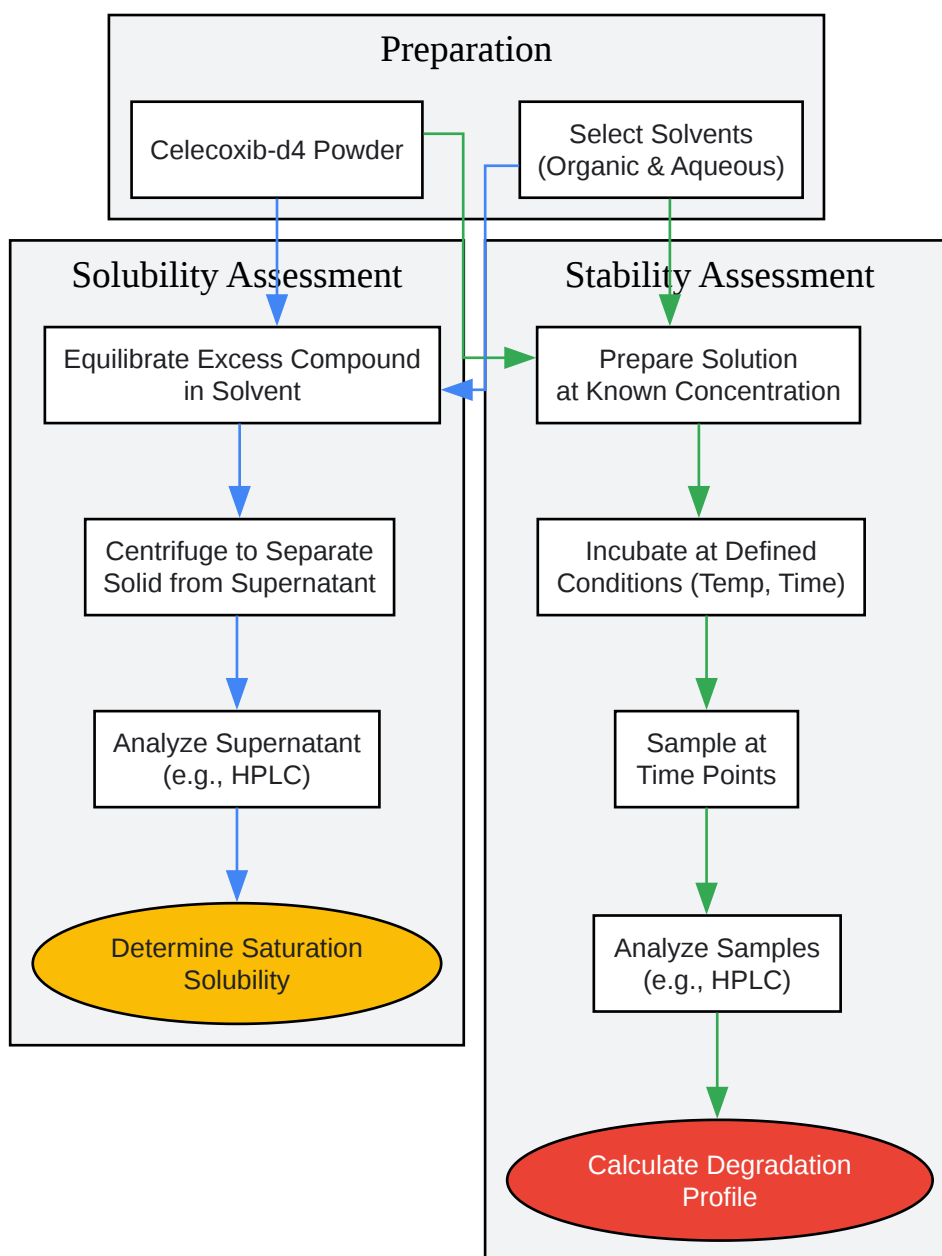 Preparation
Celecoxib-d4 Powder
Select Solvents
(Organic & Aqueous)
Solubility Assessment
Equilibrate Excess Compound
in Solvent
Centrifuge to Separate
Solid from Supernatant
Analyze Supernatant
(e.g., HPLC)
Determine Saturation
Solubility
Stability Assessment
Prepare Solution
at Known Concentration
Incubate at Defined
Conditions (Temp, Time)
Sample at
Time Points
Analyze Samples
(e.g., HPLC)
Calculate Degradation
Profile